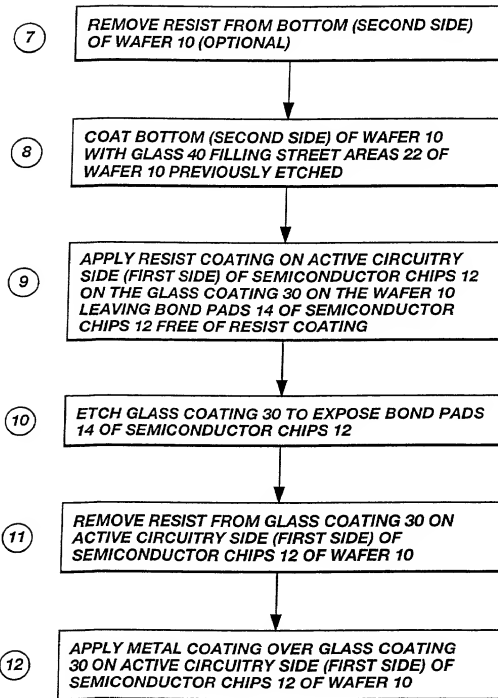 7
REMOVE RESIST FROM BOTTOM (SECOND SIDE)
OF WAFER 10 (OPTIONAL)
8
COAT BOTTOM (SECOND SIDE) OF WAFER 10
WITH GLASS 40 FILLING STREET AREAS 22 OF
WAFER 10 PREVIOUSLY ETCHED
9
APPLY RESIST COATING ON ACTIVE CIRCUITRY
SIDE (FIRST SIDE) OF SEMICONDUCTOR CHIPS 12
ON THE GLASS COATING 30 ON THE WAFER 10
LEAVING BOND PADS 14 OF SEMICONDUCTOR
CHIPS 12 FREE OF RESIST COATING
10
ETCH GLASS COATING 30 TO EXPOSE BOND PADS
14 OF SEMICONDUCTOR CHIPS 12
11
REMOVE RESIST FROM GLASS COATING 30 ON
ACTIVE CIRCUITRY SIDE (FIRST SIDE) OF
SEMICONDUCTOR CHIPS 12 OF WAFER 10
12
APPLY METAL COATING OVER GLASS COATING
30 ON ACTIVE CIRCUITRY SIDE (FIRST SIDE) OF
SEMICONDUCTOR CHIPS 12 OF WAFER 10